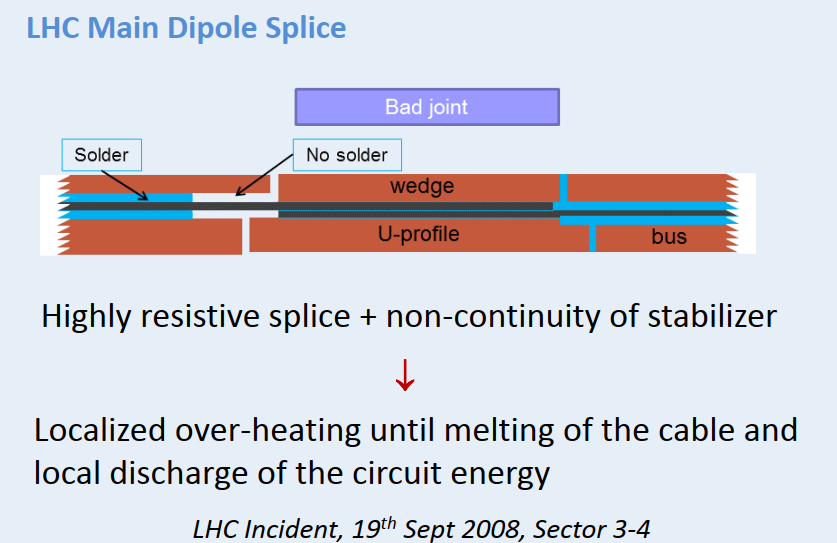 LHC Main Dipole Splice
Bad joint
Solder
No solder
wedge
U-profile
bus
Highly resistive splice + non-continuity of stabilizer
↓
Localized over-heating until melting of the cable and
local discharge of the circuit energy
LHC Incident, 19th Sept 2008, Sector 3-4